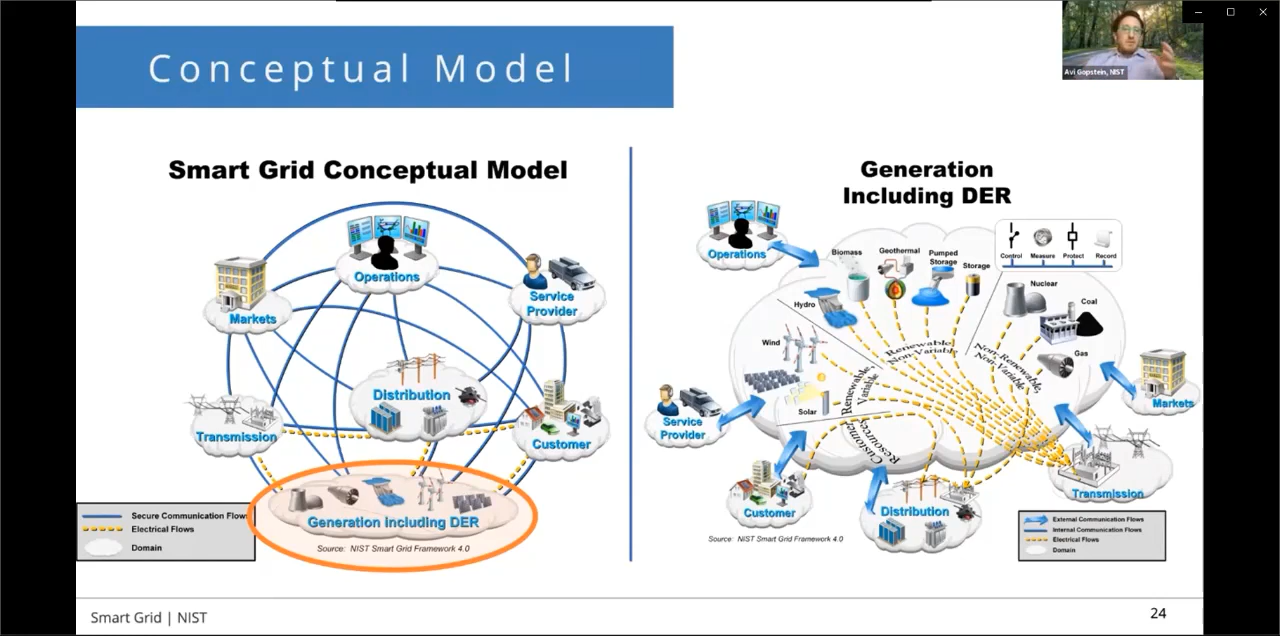 Conceptual Model
Avi Gopstein, NIST
Smart Grid Conceptual Model
Operations
Markets
Service
Provider
Distribution
Transmission
Customer
Generation Including DER
Source: NIST Smart Grid Framework 4.0
Secure Communication Flows
Electrical Flows
Domain
Generation
Including DER
Operations
Control
Measure
Protect
Record
Biomass
Geothermal
Pumped
Storage
Storage
Nuclear
Hydro
Coal
Wind
Gas
Solar
Renewable,
Non-Variable
Non-Renewable,
Non-Variable
Renewable,
Variable
Customer
Resources
Markets
Service
Provider
Customer
Distribution
Transmission
Source: NIST Smart Grid Framework 4.0
External Communication Flows
Internal Communication Flows
Electrical Flows
Domain
Smart Grid | NIST
24